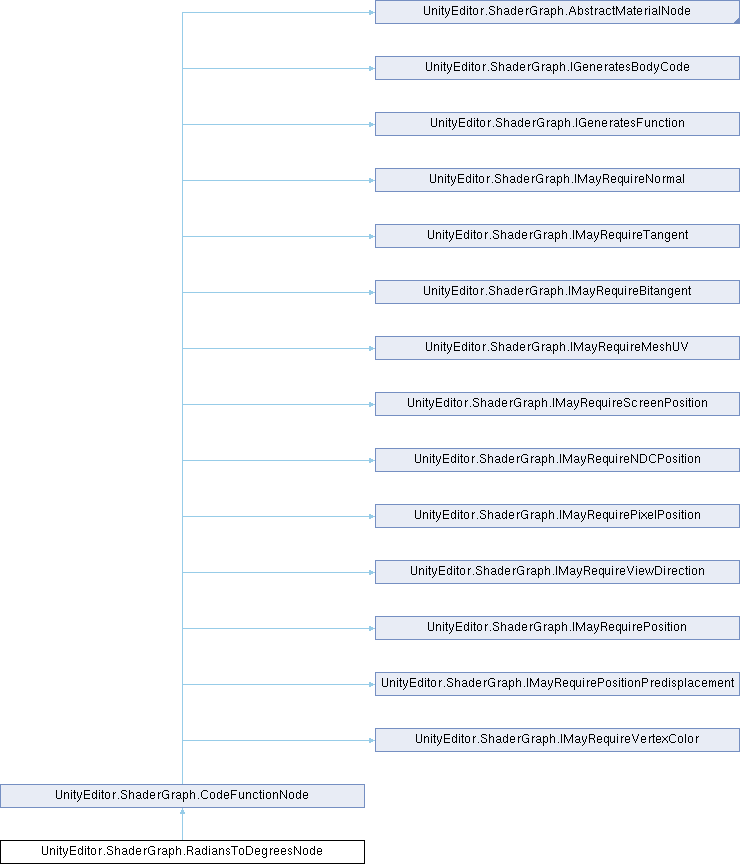 UnityEditor.ShaderGraph.AbstractMaterialNode
UnityEditor.ShaderGraph.IGeneratesBodyCode
UnityEditor.ShaderGraph.IGeneratesFunction
UnityEditor.ShaderGraph.IMayRequireNormal
UnityEditor.ShaderGraph.IMayRequireTangent
UnityEditor.ShaderGraph.IMayRequireBitangent
UnityEditor.ShaderGraph.IMayRequireMeshUV
UnityEditor.ShaderGraph.IMayRequireScreenPosition
UnityEditor.ShaderGraph.IMayRequireNDCPosition
UnityEditor.ShaderGraph.IMayRequirePixelPosition
UnityEditor.ShaderGraph.IMayRequireViewDirection
UnityEditor.ShaderGraph.IMayRequirePosition
UnityEditor.ShaderGraph.IMayRequirePositionPredisplacement
UnityEditor.ShaderGraph.IMayRequireVertexColor
UnityEditor.ShaderGraph.CodeFunctionNode
UnityEditor.ShaderGraph.RadiansToDegreesNode